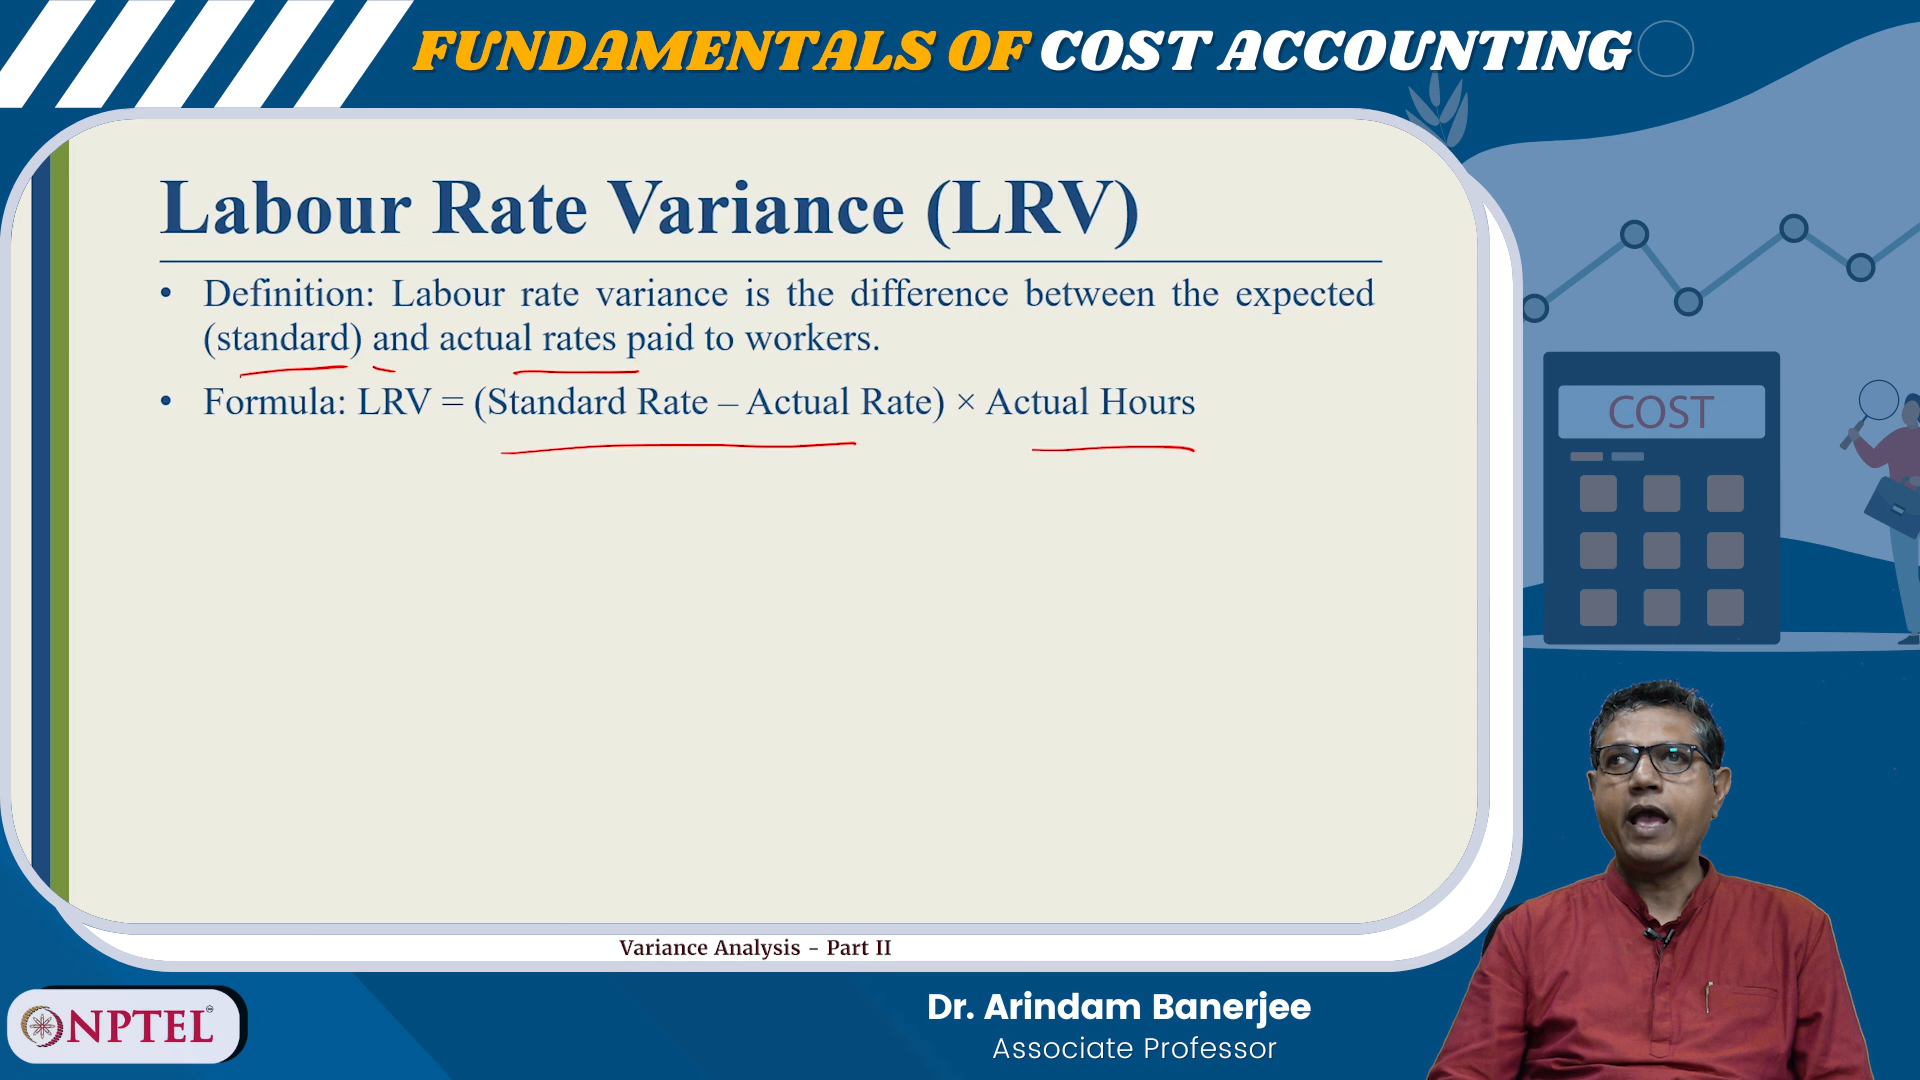 FUNDAMENTALS OF COST ACCOUNTING
Labour Rate Variance (LRV)
• Definition: Labour rate variance is the difference between the expected
(standard) and actual rates paid to workers.
• Formula: LRV = (Standard Rate – Actual Rate) × Actual Hours
COST
Variance Analysis - Part II
NPTEL
Dr. Arindam Banerjee
Associate Professor